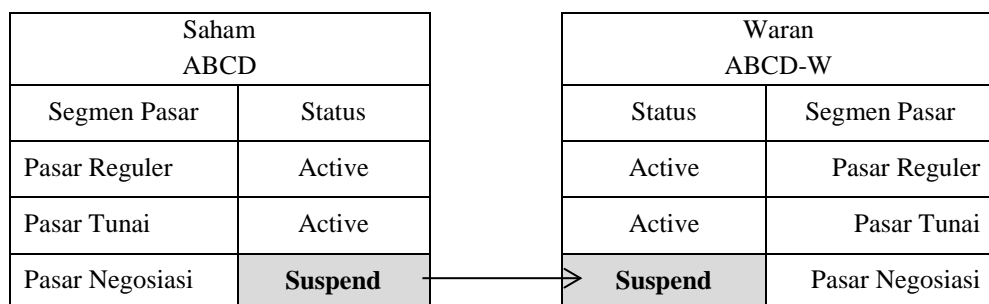 Saham
ABCD
Segmen Pasar Status
Pasar Reguler Active
Pasar Tunai Active
Pasar Negosiasi Suspend
Waran
ABCD-W
Status Segmen Pasar
Active Pasar Reguler
Active Pasar Tunai
Suspend Pasar Negosiasi